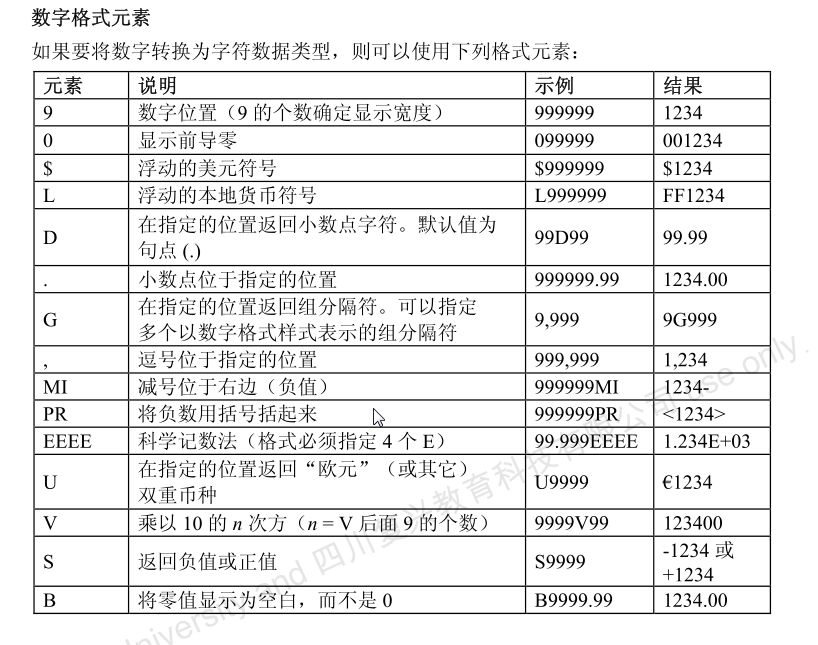 数字格式元素
如果要将数字转换为字符数据类型，则可以使用下列格式元素：
元素 说明 示例 结果
9 数字位置（9 的个数确定显示宽度） 999999 1234
0 显示前导零 099999 001234
$ 浮动的美元符号 $999999 $1234
L 浮动的本地货币符号 L999999 FF1234
D 在指定的位置返回小数点字符。默认值为
句点 (.) 99D99 99.99
. 小数点位于指定的位置 999999.99 1234.00
G 在指定的位置返回组分隔符。可以指定
多个以数字格式样式表示的组分隔符 9,999 9G999
, 逗号位于指定的位置 999,999 1,234
MI 减号位于右边（负值） 999999MI 1234-
PR 将负数用括号括起来 999999PR <1234>
EEEE 科学记数法（格式必须指定 4 个 E） 99.999EEEE 1.234E+03
U 在指定的位置返回“欧元”（或其它）
双重币种 U9999 €1234
V 乘以 10 的 n 次方（n = V 后面 9 的个数） 9999V99 123400
S 返回负值或正值 S9999 -1234 或
+1234
B 将零值显示为空白，而不是 0 B9999.99 1234.00
and 四川 教育科技有限公司 use only